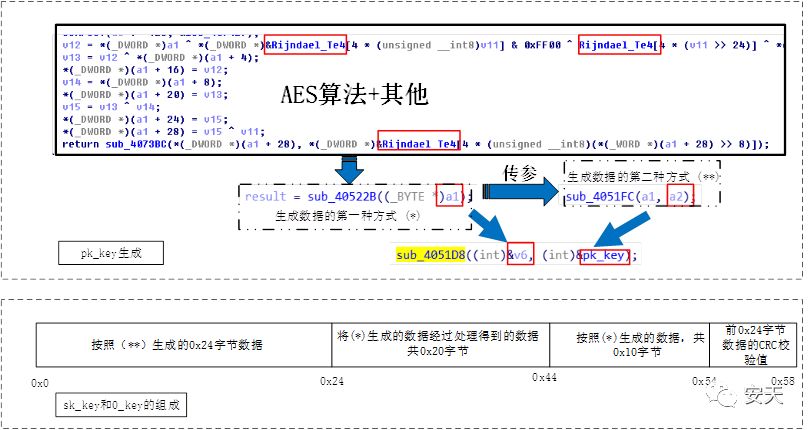 v12 = *(_DWORD *)a1 ^ *(_DWORD *)&Rijndael_Te4[4 * (unsigned __int8)v11] & 0xFF00 ^ Rijndael_Te4[4 * (v11 >> 24)] ^ *(
v13 = v12 ^ *(_DWORD *)(a1 + 4);
*(_DWORD *)(a1 + 16) = v12;
v14 = *(_DWORD *)(a1 + 8);
*(_DWORD *)(a1 + 20) = v13;
v15 = v13 ^ v14;
*(_DWORD *)(a1 + 24) = v15;
*(_DWORD *)(a1 + 28) = v15 ^ v11;
return sub_4073BC(*(_DWORD *)(a1 + 28), *(_DWORD *)&Rijndael_Te4[4 * (unsigned __int8)(*(_WORD *)(a1 + 28) >> 8)]);
AES算法+其他
传参
生成数据的第二种方式 (**)
result = sub_40522B((_BYTE *)a1);
sub_4051FC(a1, a2);
生成数据的第一种方式 (*)
pk_key生成
sub_4051D8((int)&v6, (int)&pk_key);
按照（**）生成的0x24字节数据
将(*)生成的数据经过处理得到的数据
共0x20字节
按照(*)生成的数据，共
0x10字节
前0x24字节
数据的CRC校
验值
0x0
0x24
0x44
0x54
0x58
sk_key和0_key的组成
安天